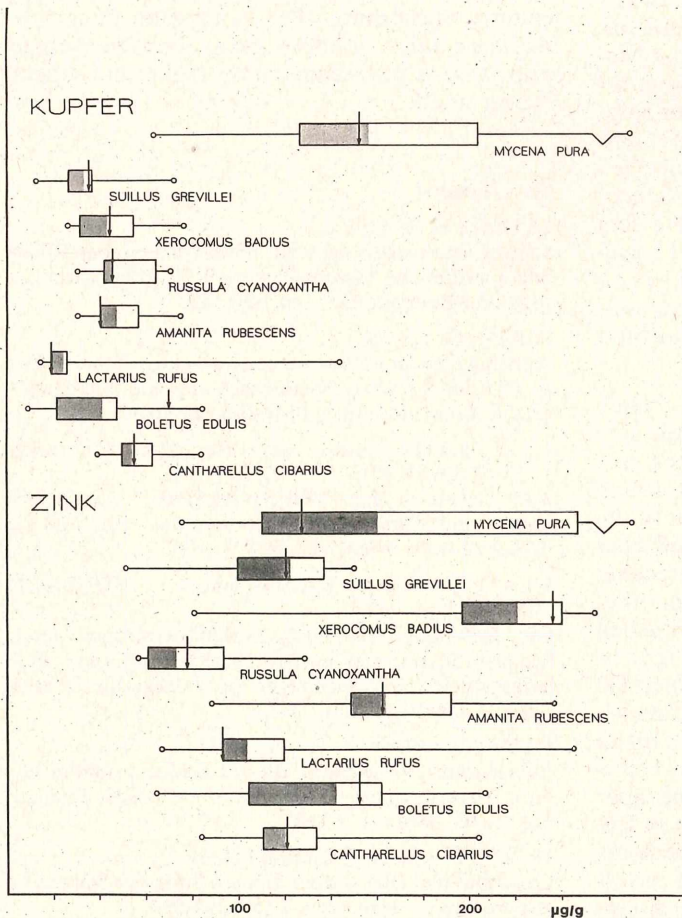 KUPFER
MYCENA PURA
SUILLUS GREVILLEI
XEROCOMUS BADIUS
RUSSULA CYANOXANTHA
AMANITA RUBESCENS
LACTARIUS RUFUS
BOLETUS EDULIS
CANTHARELLUS CIBARIUS
ZINK
MYCENA PURA
SUILLUS GREVILLEI
XEROCOMUS BADIUS
RUSSULA CYANOXANTHA
AMANITA RUBESCENS
LACTARIUS RUFUS
BOLETUS EDULIS
CANTHARELLUS CIBARIUS
100 200 µg/g